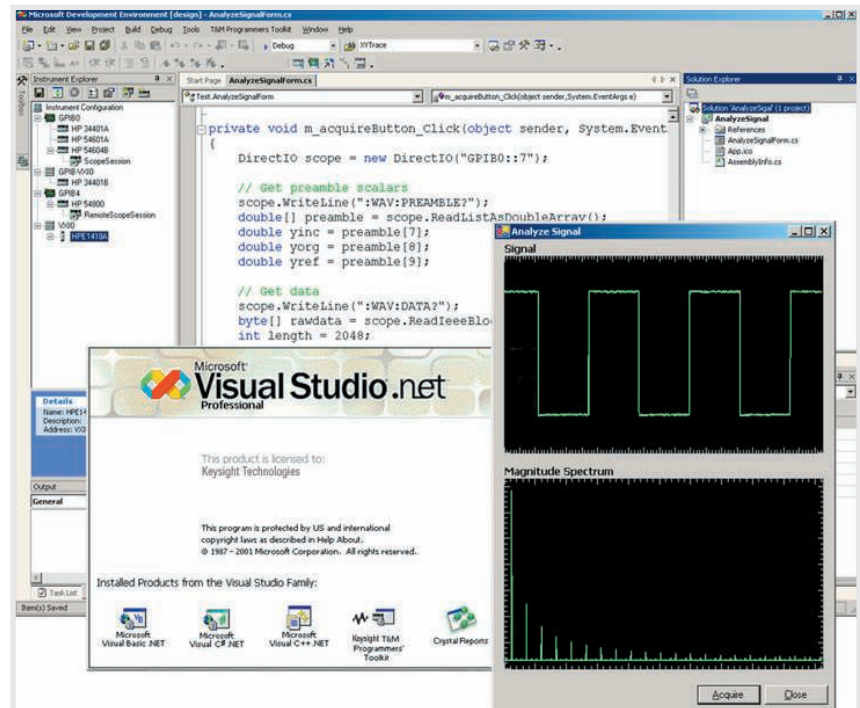 Microsoft Development Environment [design] - AnalyzeSignalForm.cs
File Edit View Project Build Debug Tools T&M Programmers Toolkit Window Help
Debug
XYTrace
Toolbox
Instrument Explorer
Instrument Configuration
GPIB0
HP 34401A
HP 54601A
HP 54604B
ScopeSession
GPIB-VXI0
HP 34401B
GPIB4
HP 54800
RemoteScopeSession
VXI0
HPE1418A
Details
Name: HPE14
Description:
Address: VXI0
Output
General
Task List
Item(s) Saved
Start Page AnalyzeSignalForm.cs
Test.AnalyzeSignalForm
m_acquireButton_Click(object sender,System.EventArgs e)
private void m_acquireButton_Click(object sender, System.Event
{
DirectIO scope = new DirectIO("GPIB0::7");
// Get preamble scalars
scope.WriteLine(":WAV:PREAMBLE?");
double[] preamble = scope.ReadListAsDoubleArray();
double yinc = preamble[7];
double yorg = preamble[8];
double yref = preamble[9];
// Get data
scope.WriteLine(":WAV:DATA?");
byte[] rawdata = scope.ReadIeeeBlo
int length = 2048;
Solution Explorer
Solution 'AnalyzeSigal' (1 project)
AnalyzeSignal
References
AnalyzeSignalForm.cs
App.ico
AssemblyInfo.cs
Microsoft
Visual Studio.net
Professional
This product is licensed to:
Keysight Technologies
This program is protected by US and international
copyright laws as described in Help About.
© 1987 - 2001 Microsoft Corporation. All rights reserved.
Installed Products from the Visual Studio Family:
Microsoft
Visual Basic .NET
Microsoft
Visual C# .NET
Microsoft
Visual C++ .NET
Keysight T&M
Programmers'
Toolkit
Crystal Reports
Analyze Signal
Signal
Magnitude Spectrum
Acquire
Close